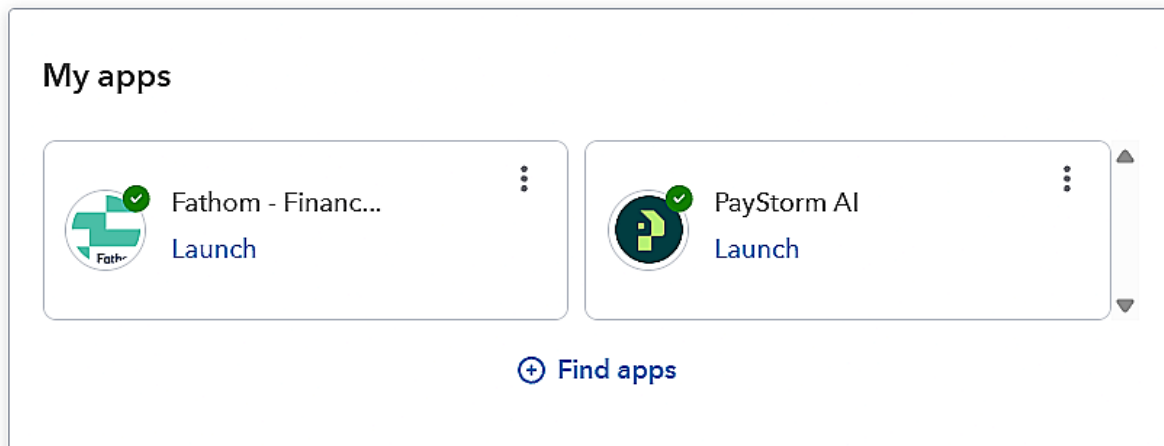 My apps
Fathom - Financ...
Launch
PayStorm AI
Launch
Find apps